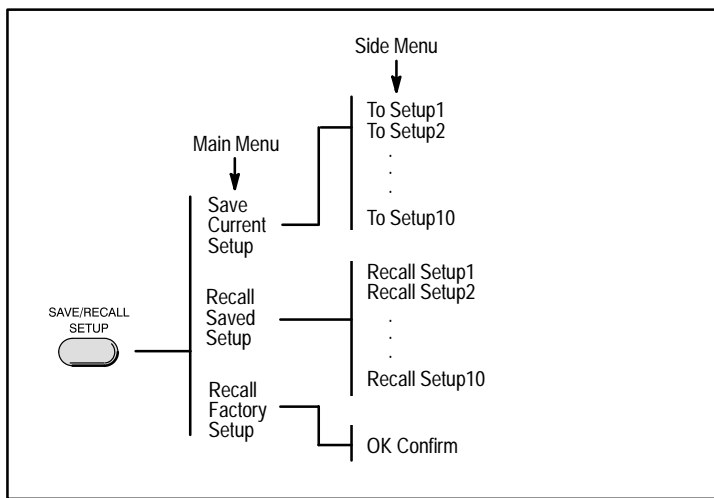 Side Menu
To Setup1
To Setup2
.
.
.
To Setup10
Main Menu
Save
Current
Setup
Recall Setup1
Recall Setup2
.
.
.
Recall Setup10
Recall
Saved
Setup
SAVE/RECALL
SETUP
Recall
Factory
Setup
OK Confirm